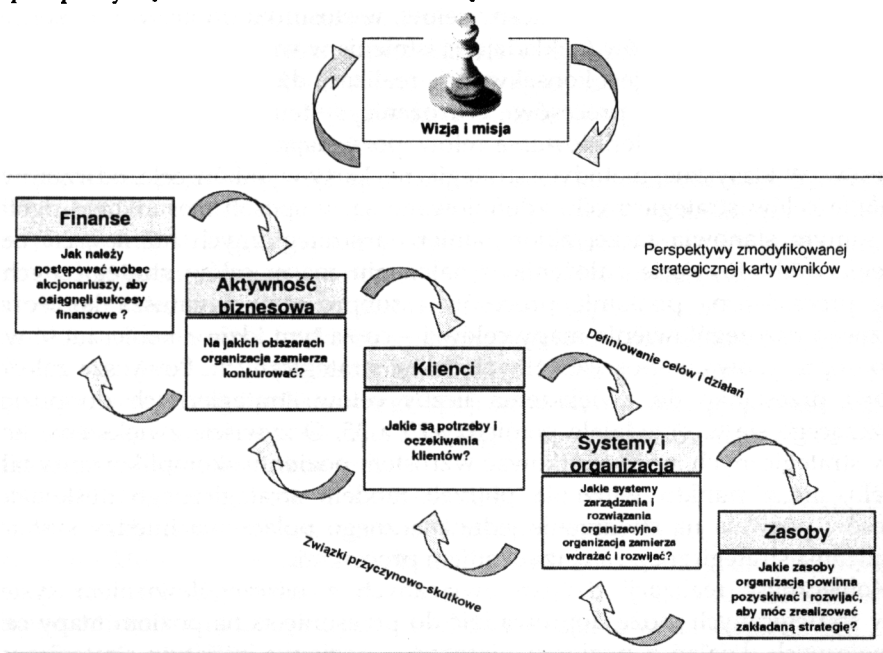 Wizja i misja
Finanse
Jak należy
postępować wobec
akcjonariuszy, aby
osiągnęli sukcesy
finansowe ?
Perspektywy zmodyfikowanej
strategicznej karty wyników
Aktywność
biznesowa
Na jakich obszarach
organizacja zamierza
konkurować?
Definiowanie celów i działań
Klienci
Jakie są potrzeby i
oczekiwania
klientów?
Systemy i
organizacja
Jakie systemy
zarządzania i
rozwiązania
organizacyjne
organizacja zamierza
wdrażać i rozwijać?
Związki przyczynowo-skutkowe
Zasoby
Jakie zasoby
organizacja powinna
pozyskiwać i rozwijać,
aby móc zrealizować
zakładaną strategię?